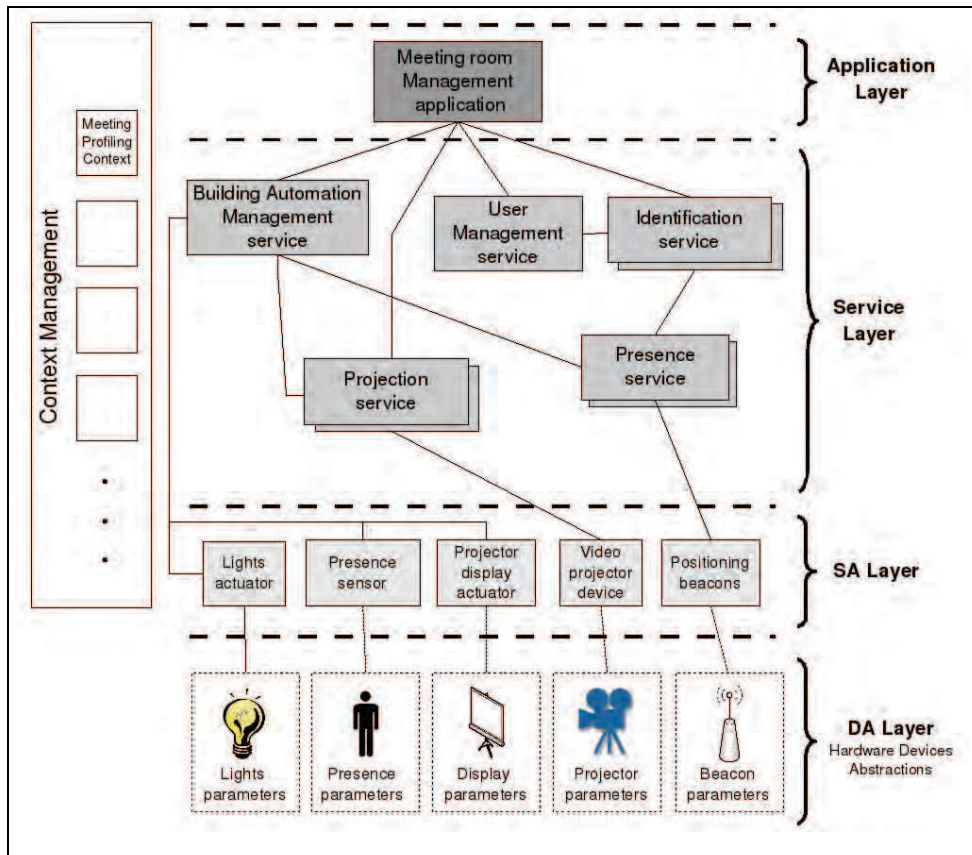 Meeting room
Management
application
Application
Layer
Context Management
Meeting
Profiling
Context
Building Automation
Management
service
User
Management
service
Identification
service
Service
Layer
Projection
service
Presence
service
Lights
actuator
Presence
sensor
Projector
display
actuator
Video
projector
device
Positioning
beacons
SA Layer
Lights
parameters
Presence
parameters
Display
parameters
Projector
parameters
Beacon
parameters
DA Layer
Hardware Devices
Abstractions